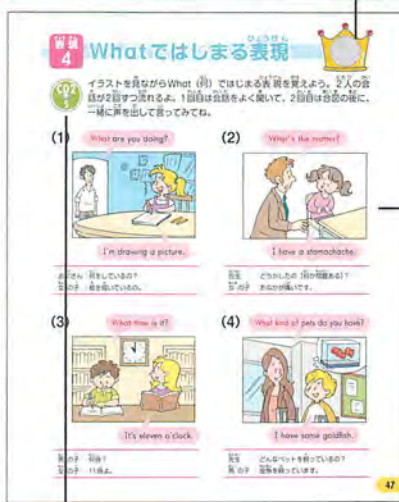 ひょうげん
表現
4
Whatではじまる表現
CD2
5
イラストを見ながらWhat（何）ではじまる表現を覚えよう。2人の会
話が2回ずつ流れるよ。1回目は会話をよく聞いて、2回目は合図の後に、
一緒に声を出して言ってみてね。
(1)
What are you doing?
I'm drawing a picture.
お さん 何をしているの？
女の子 絵を描いているの。
(2)
What's the matter?
I have a stomachache.
先生 どうかしたの［何か問題ある］？
女の子 おなかが痛いです。
(3)
What time is it?
It's eleven o'clock.
男の子 何時？
女の子 11時よ。
(4)
What kind of pets do you have?
I have some goldfish.
先生 どんなペットを飼っているの？
男の子 金魚を飼っています。
47